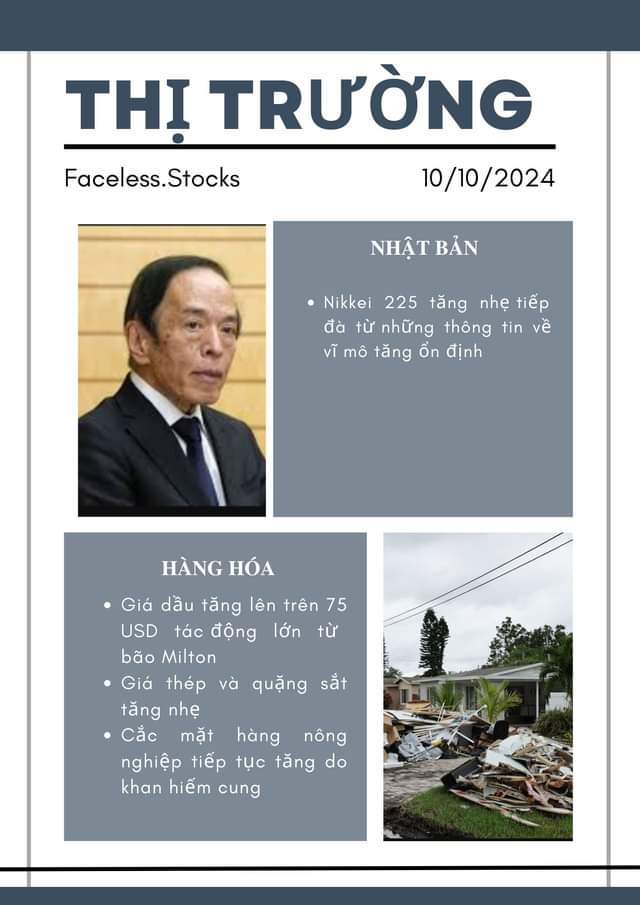 THỊ TRƯỜNG
Faceless.Stocks
10/10/2024
NHẬT BẢN
Nikkei 225 tăng nhẹ tiếp
đà từ những thông tin về
vĩ mô tăng ổn định
HÀNG HÓA
Giá dầu tăng lên trên 75
USD tác động lớn từ
bão Milton
Giá thép và quặng sắt
tăng nhẹ
Cắc mặt hàng nông
nghiệp tiếp tục tăng do
khan hiếm cung